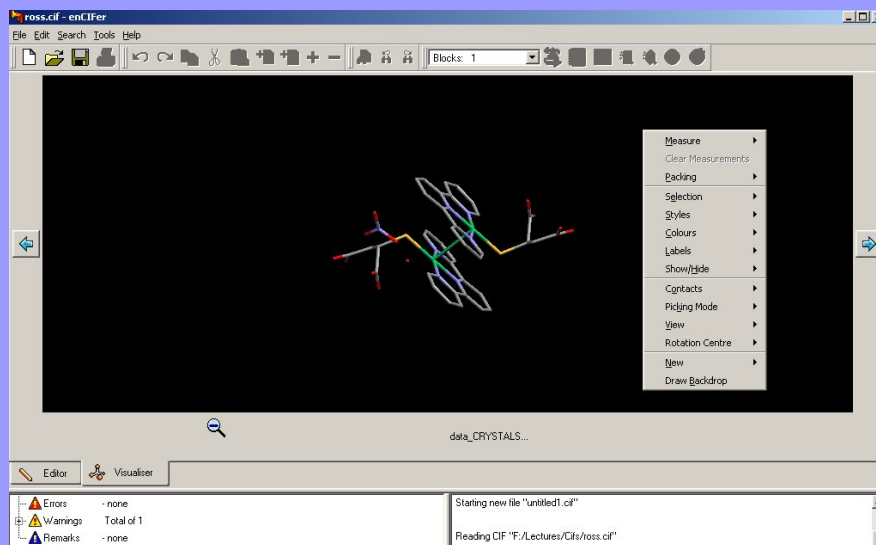 ross.cif - enCIFer
File Edit Search Tools Help
Blocks: 1
Measure
Clear Measurements
Packing
Selection
Styles
Colours
Labels
Show/Hide
Contacts
Picking Mode
View
Rotation Centre
New
Draw Backdrop
data_CRYSTALS...
Editor Visualiser
Errors - none
Warnings Total of 1
Remarks - none
Starting new file "untitled1.cif"
Reading CIF "F:/Lectures/Cifs/ross.cif"